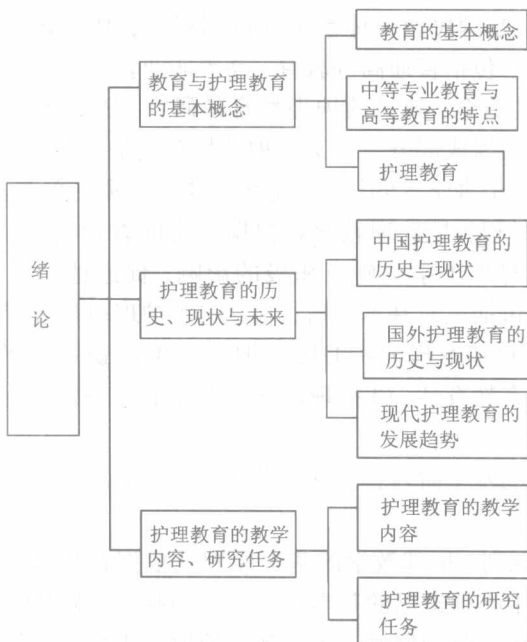 绪
论
教育与护理教育
的基本概念
教育的基本概念
中等专业教育与
高等教育的特点
护理教育
护理教育的历
史、现状与未来
中国护理教育的
历史与现状
国外护理教育的
历史与现状
现代护理教育的
发展趋势
护理教育的教学
内容、研究任务
护理教育的教学
内容
护理教育的研究
任务